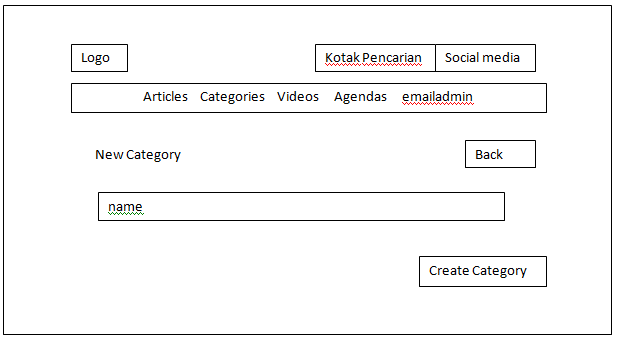 Logo Kotak Pencarian Social media
Articles Categories Videos Agendas emailadmin
New Category Back
name
Create Category